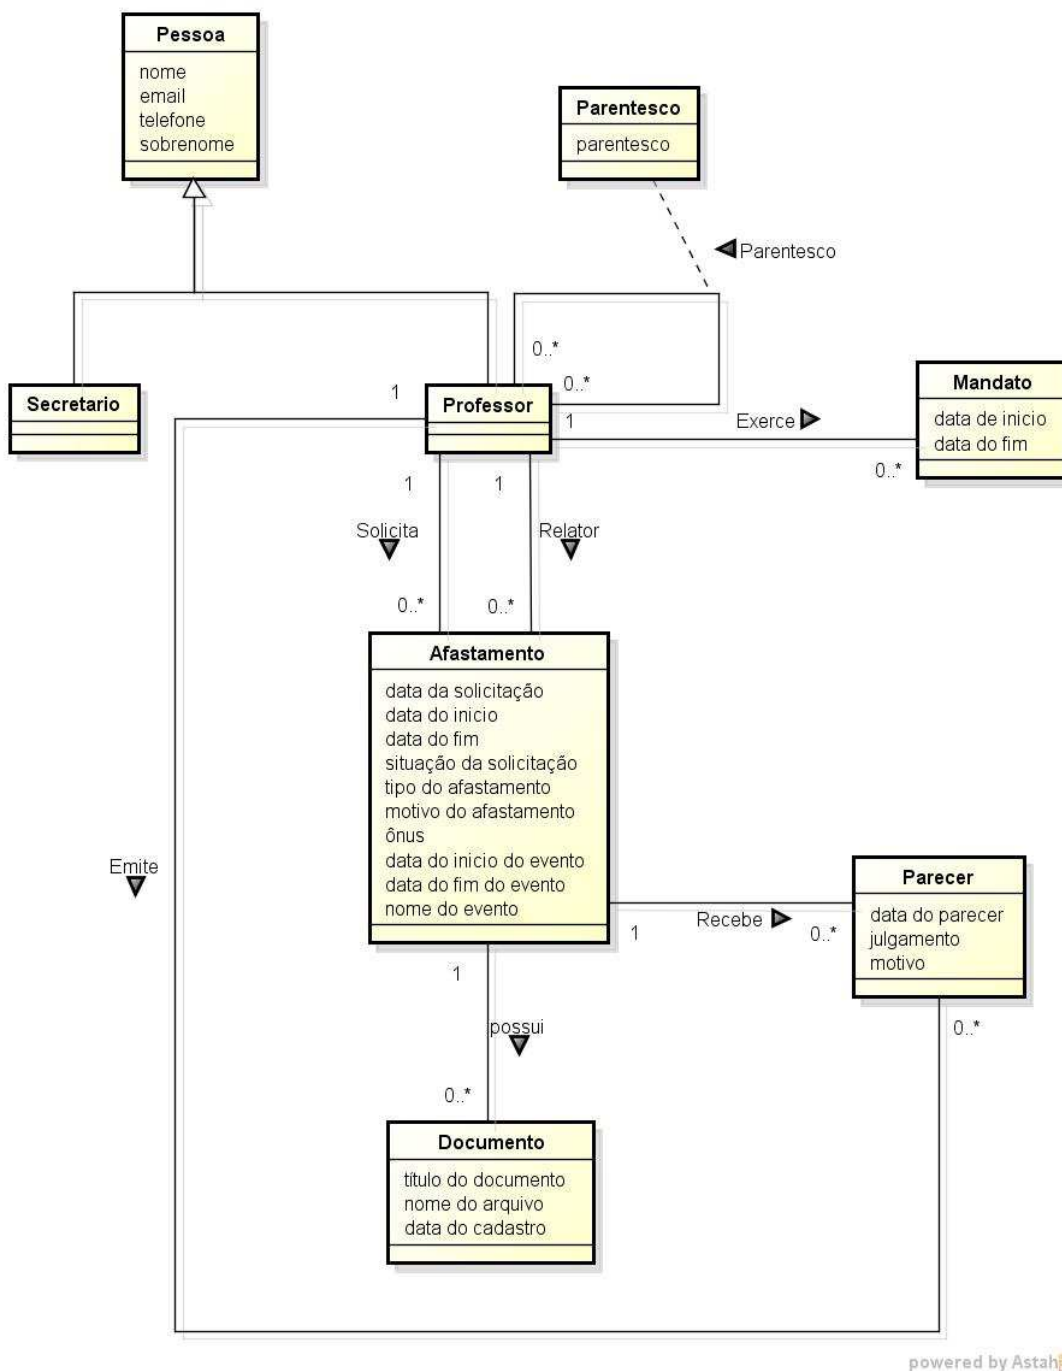 Pessoa
nome
email
telefone
sobrenome
Parentesco
parentesco
Parentesco
0..*
0..*
Secretario
1
Professor
1
Exerce
0..*
Mandato
data de inicio
data do fim
1
1
Solicita
Relator
0..*
0..*
Afastamento
data da solicitação
data do inicio
data do fim
situação da solicitação
tipo do afastamento
motivo do afastamento
ônus
data do inicio do evento
data do fim do evento
nome do evento
Emite
1
Recebe
0..*
Parecer
data do parecer
julgamento
motivo
0..*
1
possui
0..*
Documento
título do documento
nome do arquivo
data do cadastro
powered by Astah